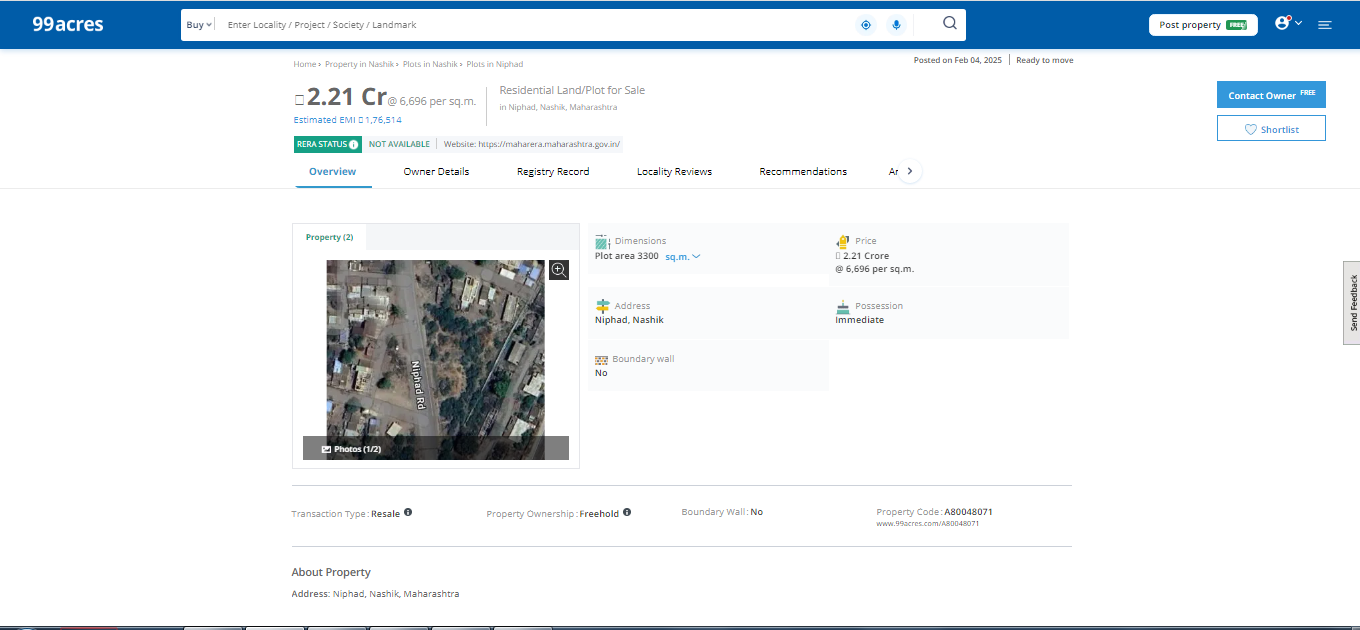 99acres
Buy
Enter Locality / Project / Society / Landmark
Post property FREE
Home › Property in Nashik › Plots in Nashik › Plots in Niphad
Posted on Feb 04, 2025 | Ready to move
2.21 Cr @ 6,696 per sq.m.
Estimated EMI 1,76,514
Residential Land/Plot for Sale
in Niphad, Nashik, Maharashtra
Contact Owner FREE
Shortlist
RERA STATUS NOT AVAILABLE | Website: https://maharera.maharashtra.gov.in/
Overview Owner Details Registry Record Locality Reviews Recommendations Ar
Property (2)
Niphad Rd
Photos (1/2)
Dimensions
Plot area 3300 sq.m.
Price
2.21 Crore
@ 6,696 per sq.m.
Address
Niphad, Nashik
Possession
Immediate
Boundary wall
No
Send Feedback
Transaction Type: Resale
Property Ownership: Freehold
Boundary Wall: No
Property Code: A80048071
www.99acres.com/A80048071
About Property
Address: Niphad, Nashik, Maharashtra